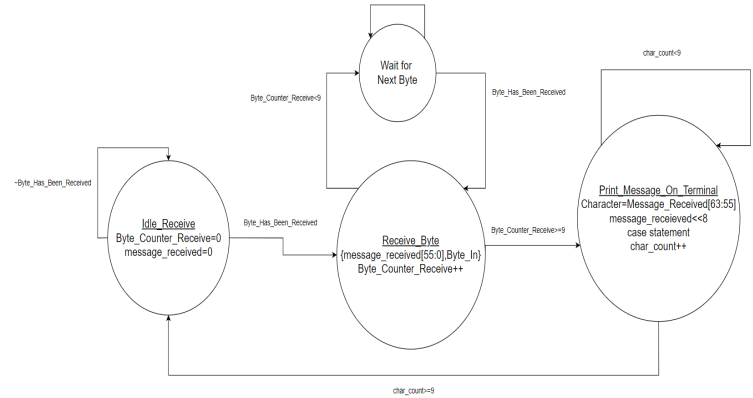 Wait for
Next Byte
char_count<9
Byte_Counter_Receive<9
Byte_Has_Been_Received
~Byte_Has_Been_Received
Idle_Receive
Byte_Counter_Receive=0
message_received=0
Byte_Has_Been_Received
Receive_Byte
{message_received[55:0],Byte_In}
Byte_Counter_Receive++
Byte_Counter_Receive>=9
Print_Message_On_Terminal
Character=Message_Received[63:55]
message_receieved<<8
case statement
char_count++
char_count>=9